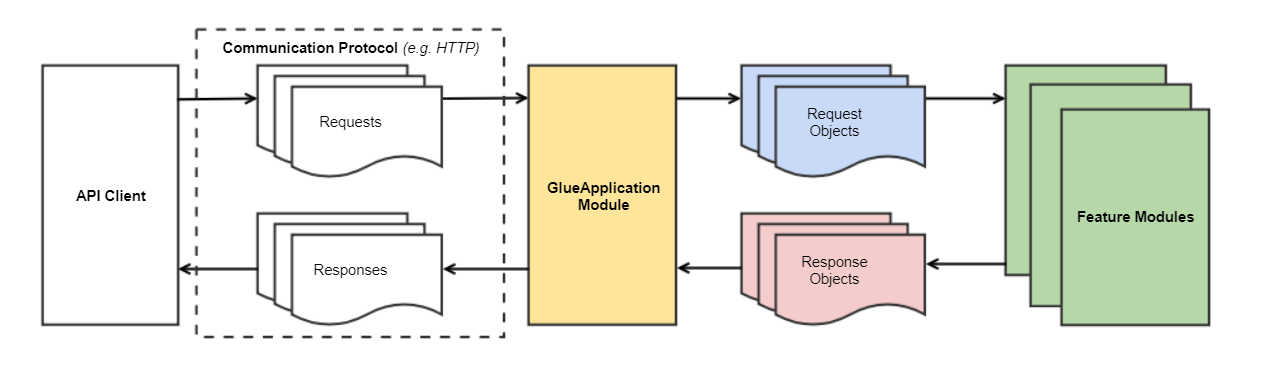 Communication Protocol (e.g. HTTP)
Requests
Request
Objects
API Client
GlueApplication
Module
Feature Modules
Responses
Response
Objects